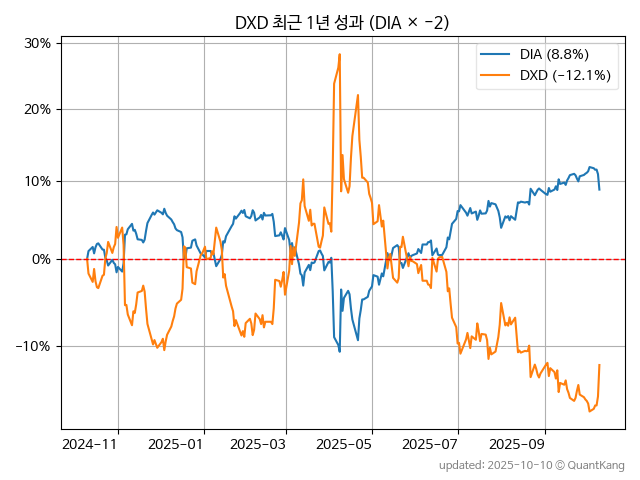 DXD 최근 1년 성과 (DIA × −2)
DIA (8.8%)
DXD (−12.1%)
30%
20%
10%
0%
−10%
2024−11
2025−01
2025−03
2025−05
2025−07
2025−09
updated: 2025-10-10 © QuantKang